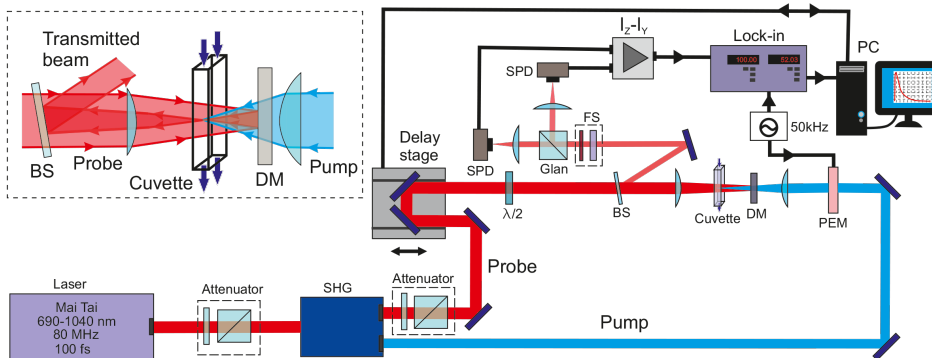 Transmitted
beam
BS
Probe
Cuvette
DM
Pump
Delay
stage
SPD
SPD
I_Z-I_Y
Lock-in
100.00
52.03
PC
50kHz
FS
Glan
λ/2
BS
Cuvette
DM
PEM
Probe
Attenuator
Laser
Mai Tai
690-1040 nm
80 MHz
100 fs
Attenuator
SHG
Pump